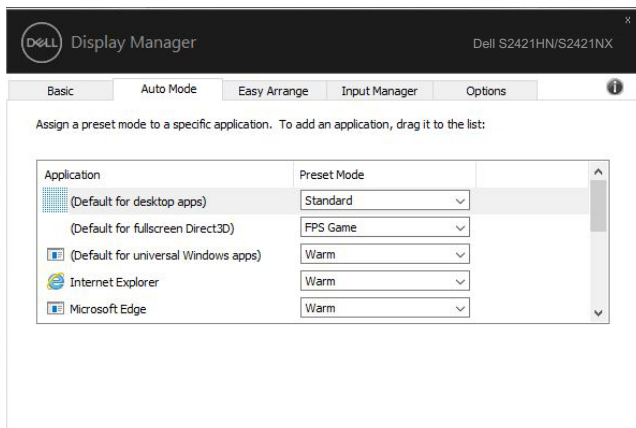 DELL Display Manager
Dell S2421HN/S2421NX
x
Basic Auto Mode Easy Arrange Input Manager Options i
Assign a preset mode to a specific application. To add an application, drag it to the list:
Application Preset Mode
(Default for desktop apps) Standard
(Default for fullscreen Direct3D) FPS Game
(Default for universal Windows apps) Warm
Internet Explorer Warm
Microsoft Edge Warm